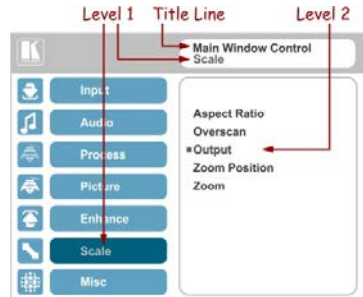 Level 1 Title Line Level 2
Main Window Control
Scale
Input
Audio
Process
Picture
Enhance
Scale
Misc
Aspect Ratio
Overscan
Output
Zoom Position
Zoom